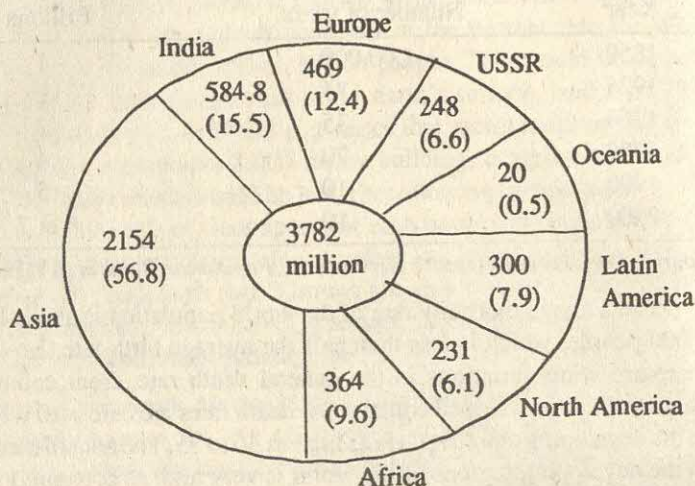 Europe
India
469
(12.4)
USSR
584.8
(15.5)
248
(6.6)
Oceania
20
(0.5)
2154
(56.8)
3782
million
300
(7.9)
Latin
America
Asia
231
(6.1)
364
(9.6)
North America
Africa